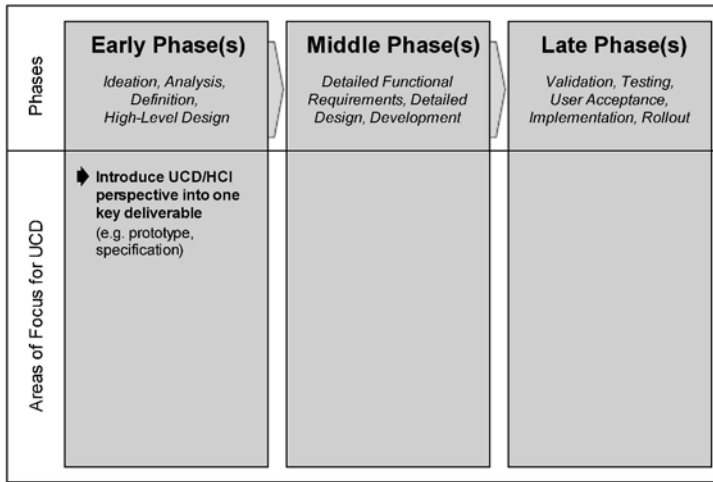 Phases
Early Phase(s)
Ideation, Analysis,
Definition,
High-Level Design
Middle Phase(s)
Detailed Functional
Requirements, Detailed
Design, Development
Late Phase(s)
Validation, Testing,
User Acceptance,
Implementation, Rollout
Areas of Focus for UCD
Introduce UCD/HCI
perspective into one
key deliverable
(e.g. prototype,
specification)